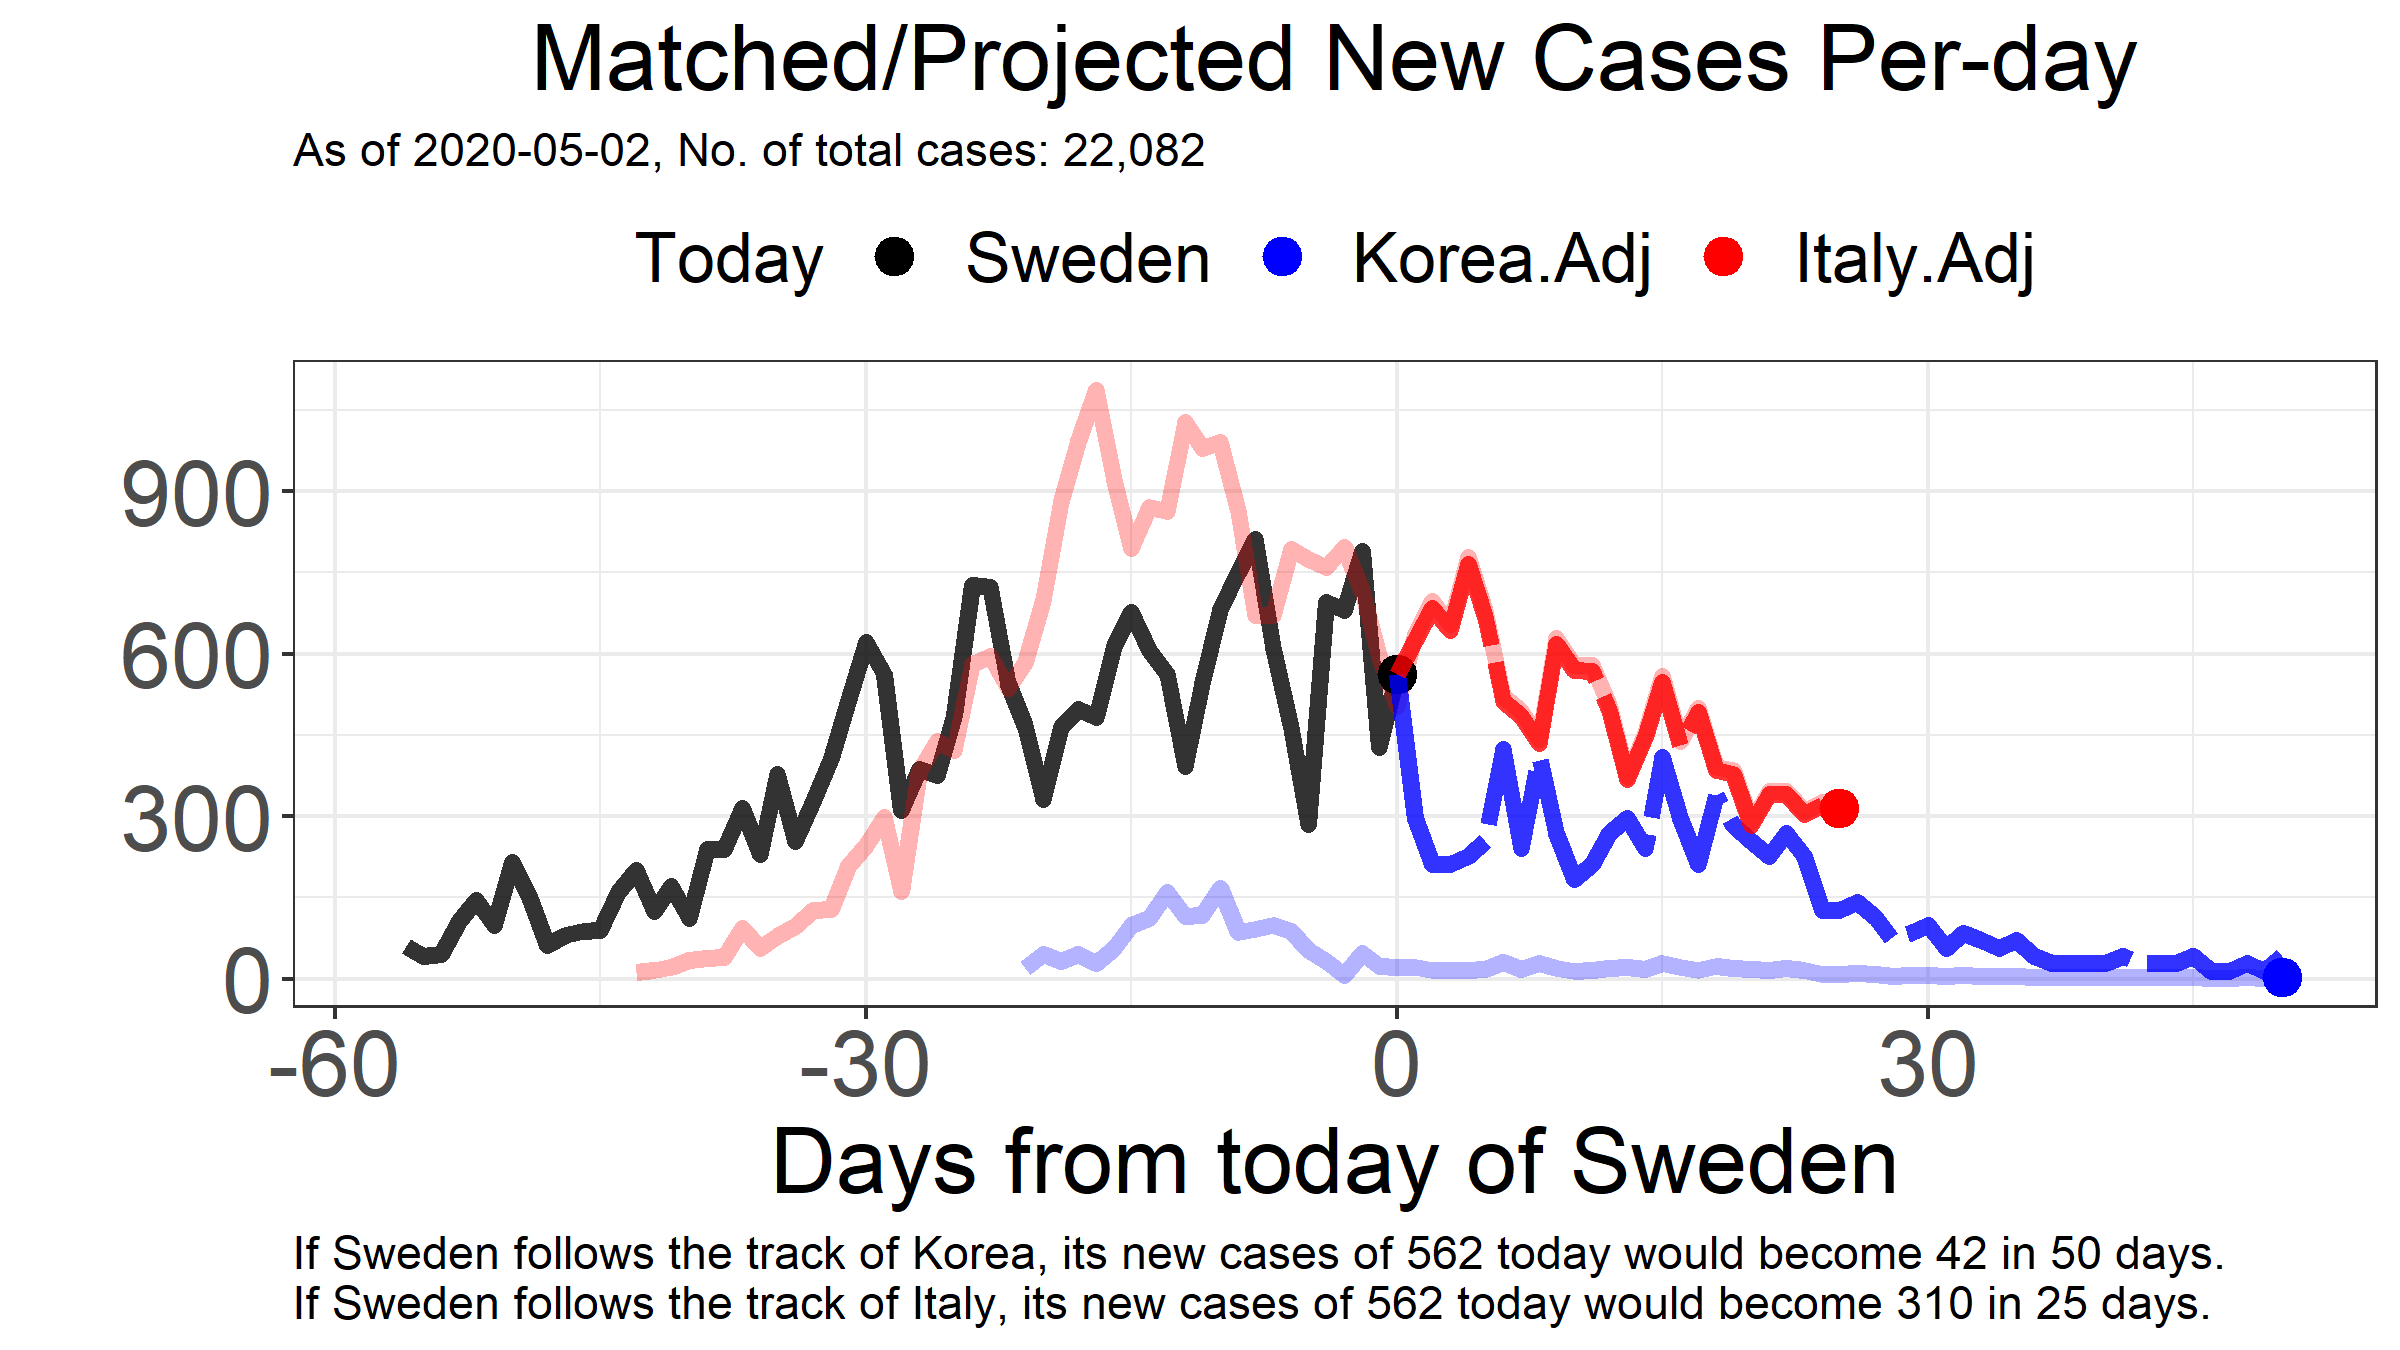 Matched/Projected New Cases Per-day
As of 2020-05-02, No. of total cases: 22,082
Today Sweden Korea.Adj Italy.Adj
900
600
300
0
-60 -30 0 30
Days from today of Sweden
If Sweden follows the track of Korea, its new cases of 562 today would become 42 in 50 days.
If Sweden follows the track of Italy, its new cases of 562 today would become 310 in 25 days.